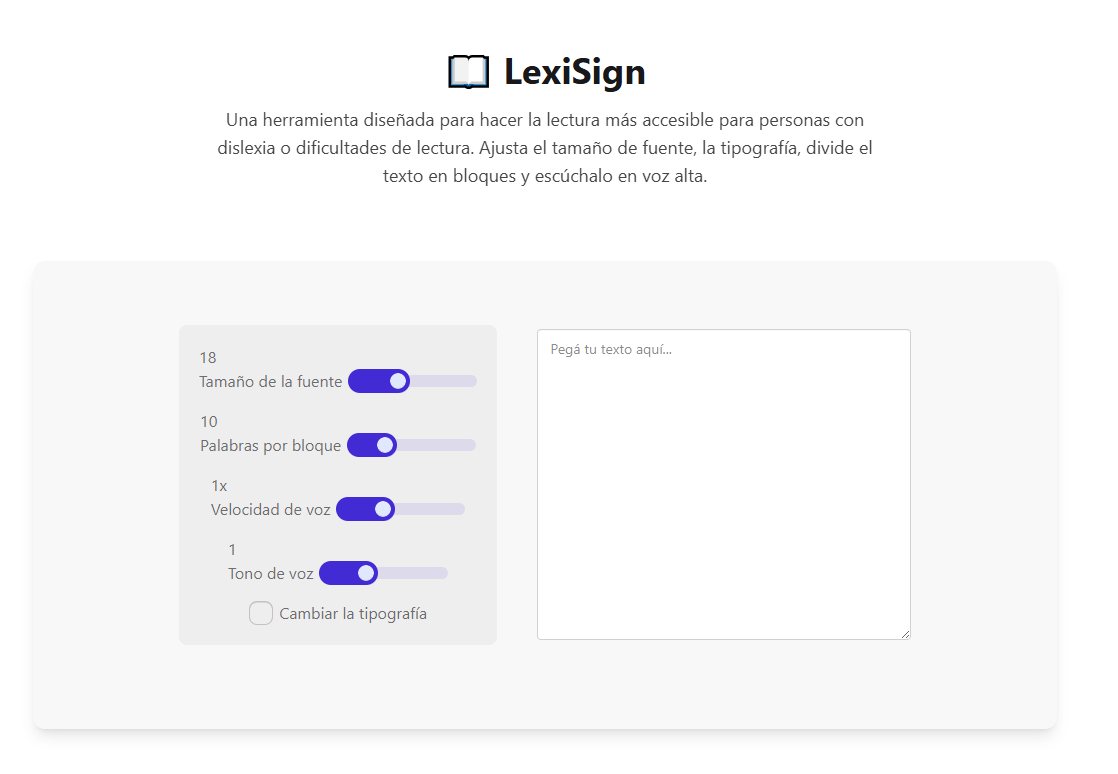 📖 LexiSign
Una herramienta diseñada para hacer la lectura más accesible para personas con
dislexia o dificultades de lectura. Ajusta el tamaño de fuente, la tipografía, divide el
texto en bloques y escúchalo en voz alta.
18
Tamaño de la fuente
10
Palabras por bloque
1x
Velocidad de voz
1
Tono de voz
Cambiar la tipografía
Pegá tu texto aquí...